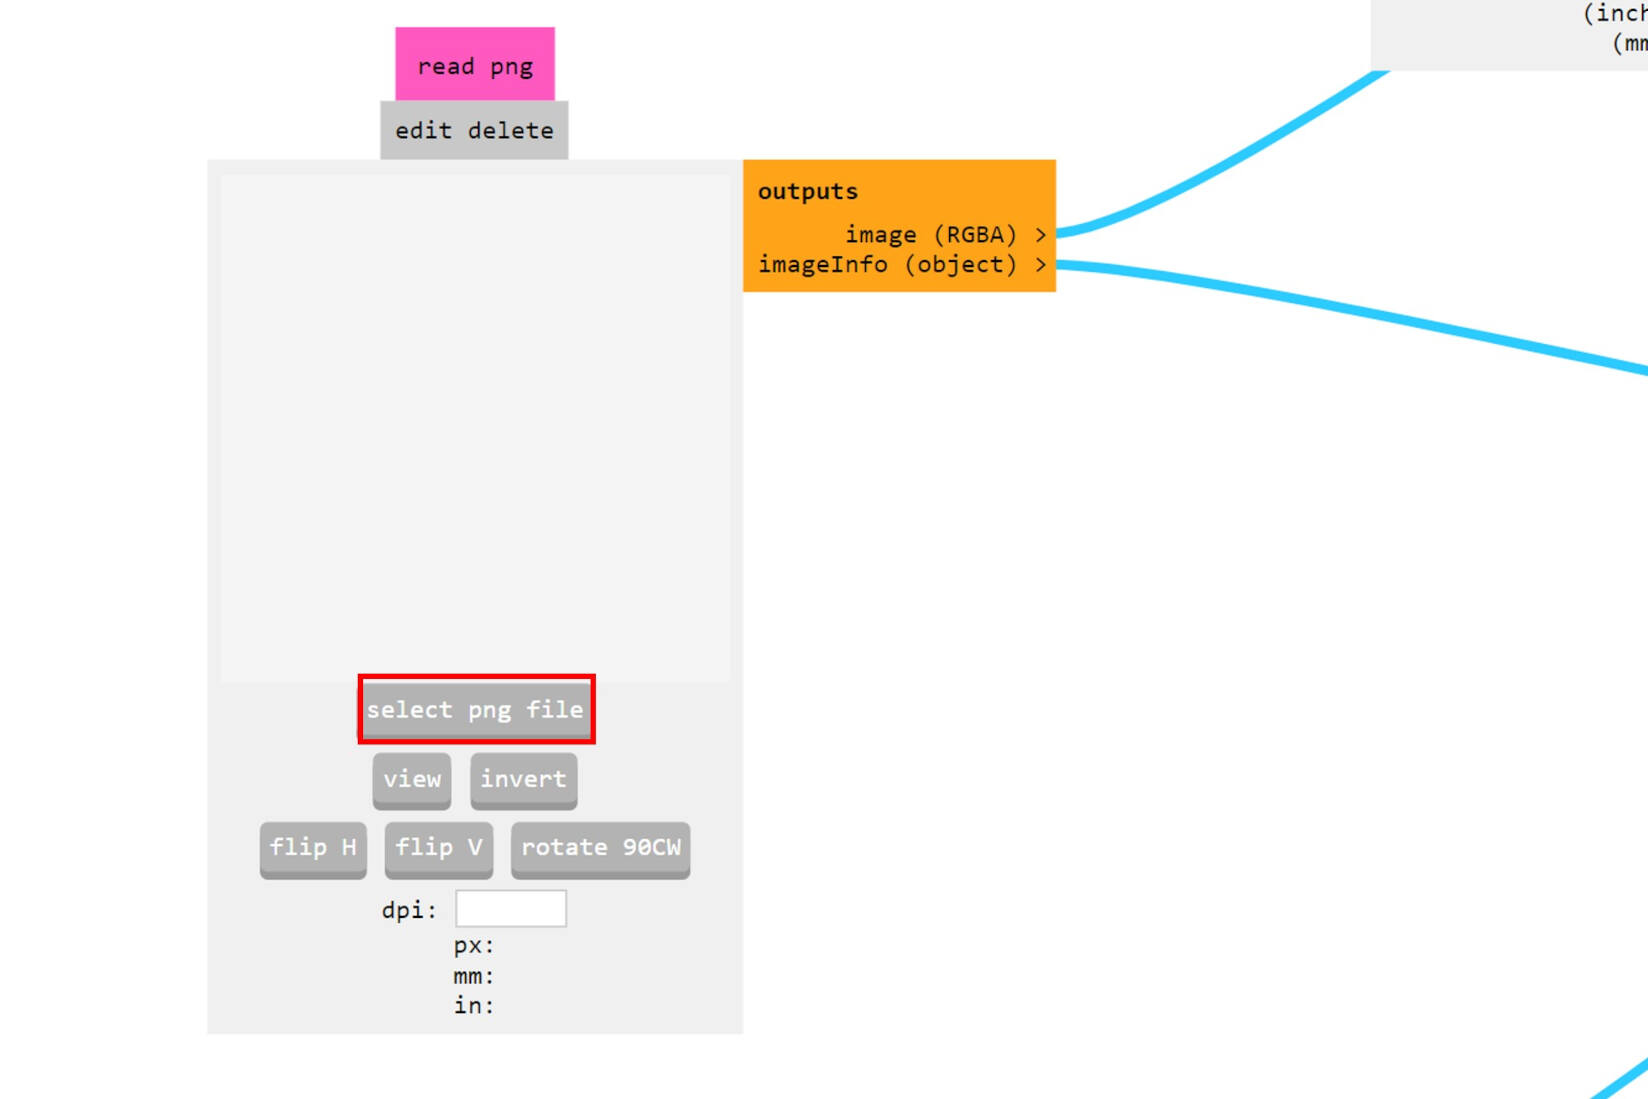 (inch
(mm
read png
edit delete
outputs
image (RGBA) >
imageInfo (object) >
select png file
view invert
flip H flip V rotate 90CW
dpi:
px:
mm:
in: